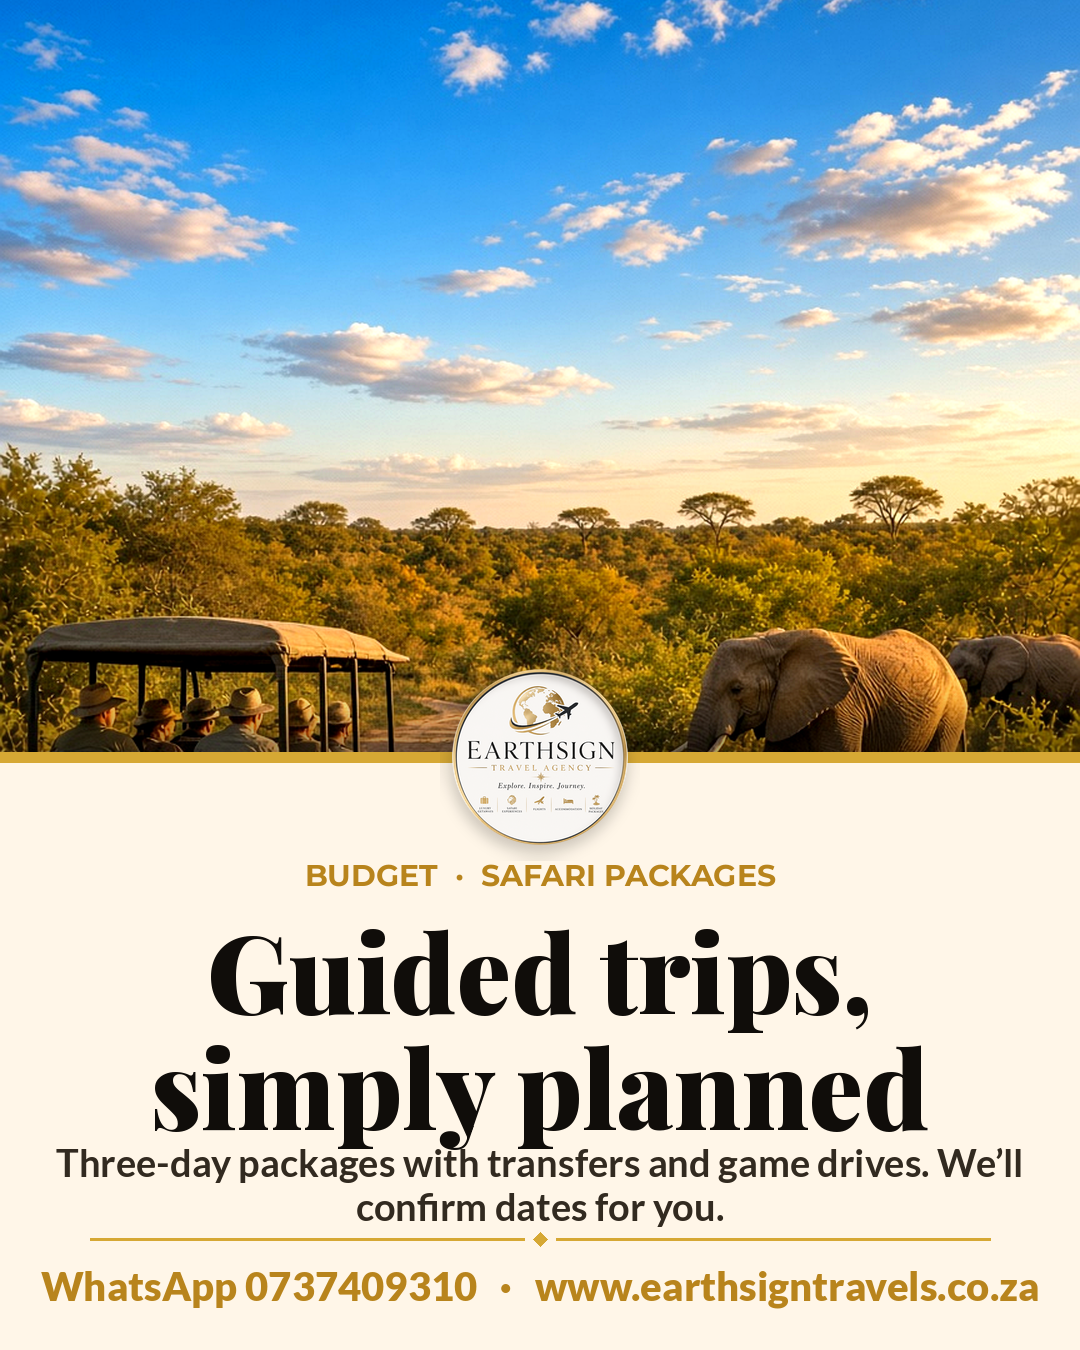 EARTHSIGN
TRAVEL AGENCY
Explore. Inspire. Journey.
BUDGET · SAFARI PACKAGES
Guided trips,
simply planned
Three-day packages with transfers and game drives. We’ll
confirm dates for you.
WhatsApp 0737409310 · www.earthsigntravels.co.za